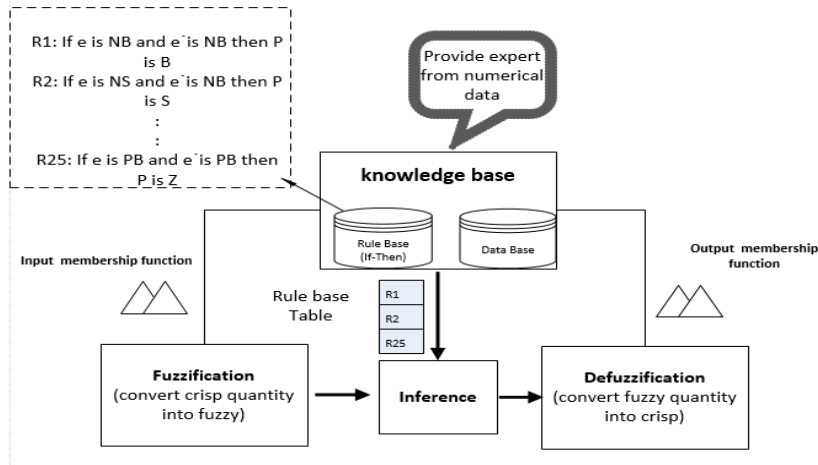 R1: If e is NB and e˙is NB then P
is B
R2: If e is NS and e˙is NB then P
is S
:
:
R25: If e is PB and e˙is PB then
P is Z
Provide expert
from numerical
data
knowledge base
Rule Base
(If-Then)
Data Base
Input membership function
Output membership
function
Rule base
Table
R1
R2
R25
Fuzzification
(convert crisp quantity
into fuzzy)
Inference
Defuzzification
(convert fuzzy quantity
into crisp)